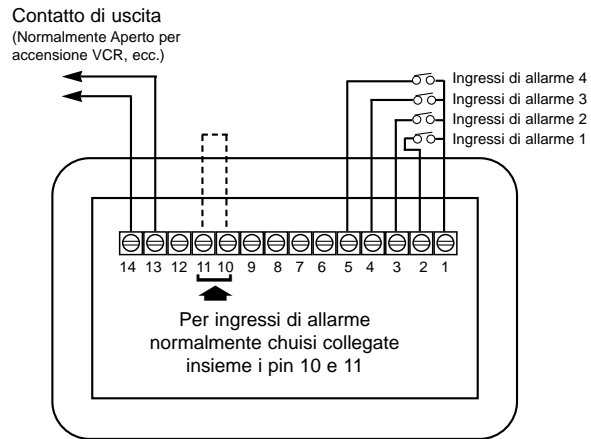 Contatto di uscita
(Normalmente Aperto per
accensione VCR, ecc.)
Ingressi di allarme 4
Ingressi di allarme 3
Ingressi di allarme 2
Ingressi di allarme 1
14 13 12 11 10 9 8 7 6 5 4 3 2 1
Per ingressi di allarme
normalmente chuisi collegate
insieme i pin 10 e 11